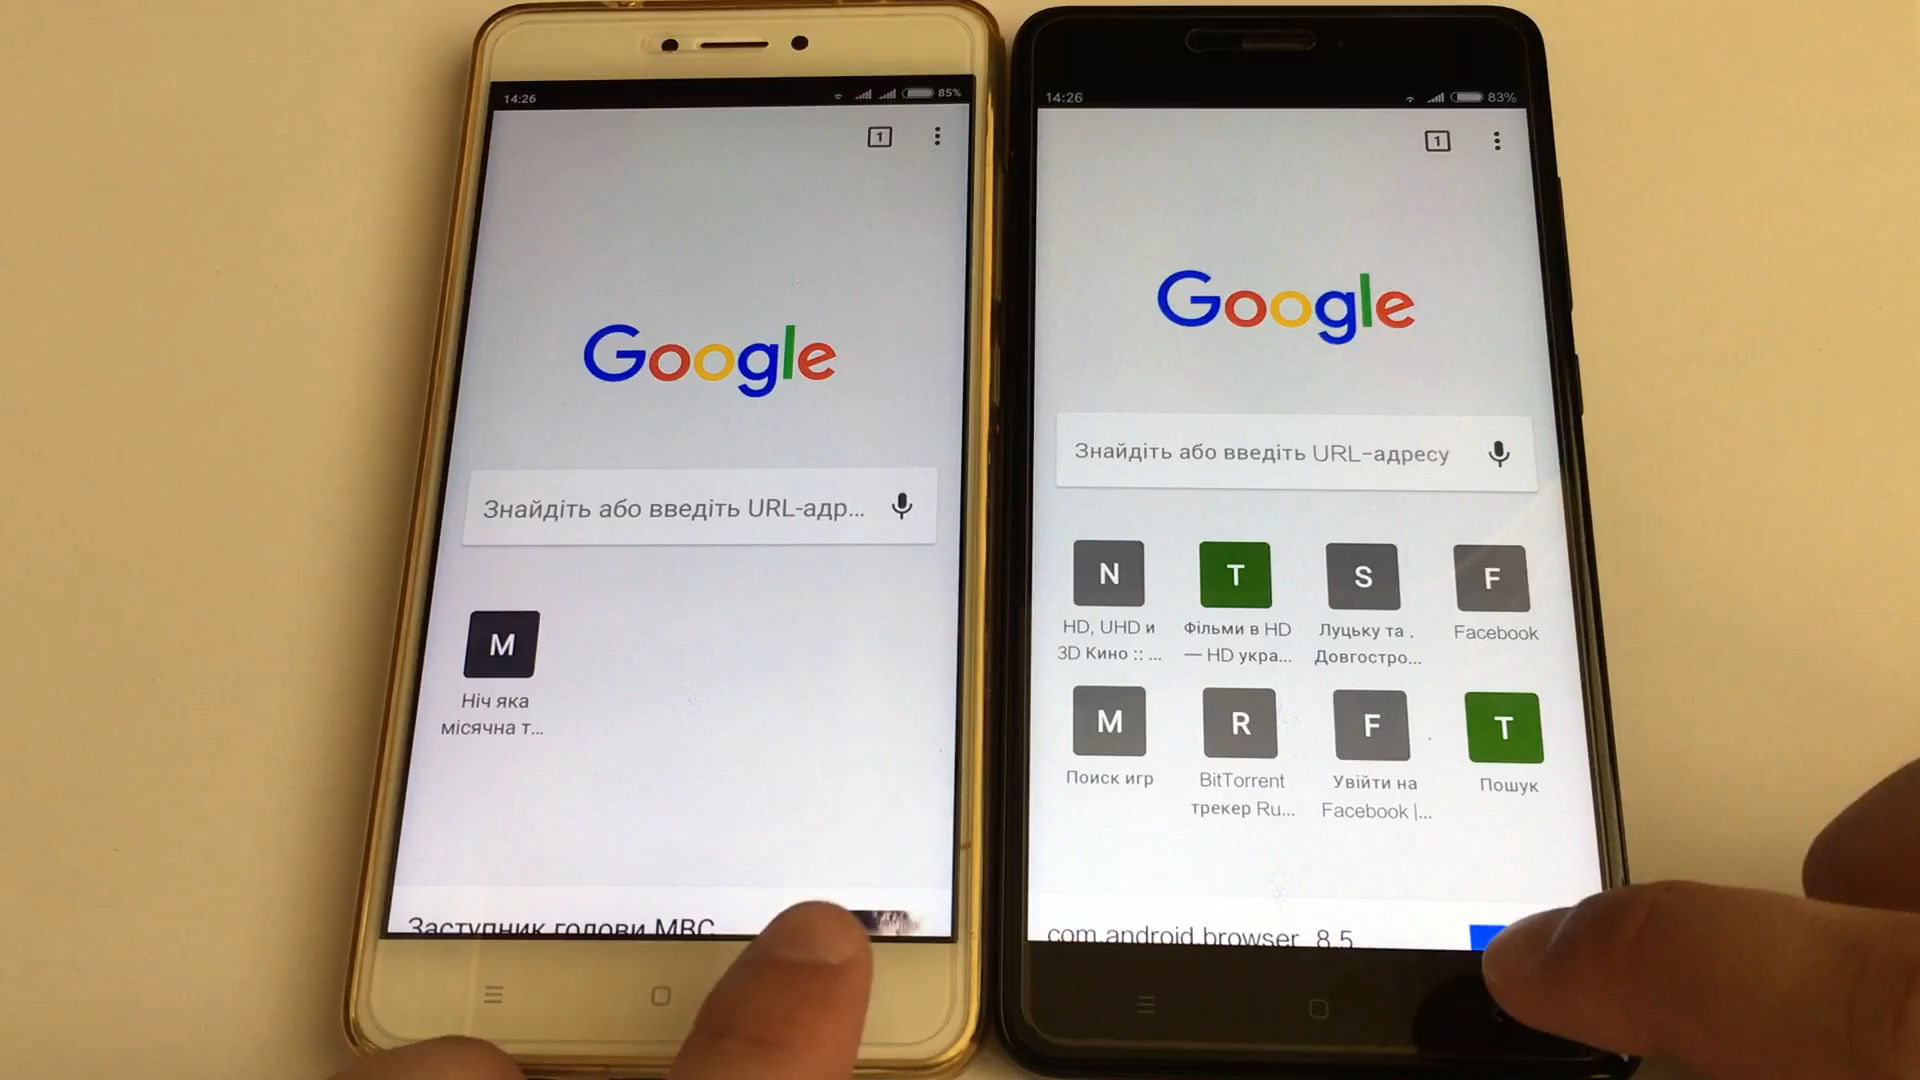 14:26
85%
1
Google
Знайдіть або введіть URL-адр...
M
Ніч яка
місячна т...
Заступник голови МВС
14:26
83%
1
Google
Знайдіть або введіть URL-адресу
N
T
S
F
HD, UHD и
3D Кино :: ...
Фільми в HD
— HD укра...
Луцьку та .
Довгостро...
Facebook
M
R
F
T
Поиск игр
BitTorrent
трекер Ru...
Увійти на
Facebook |...
Пошук
com.android.browser_8.5